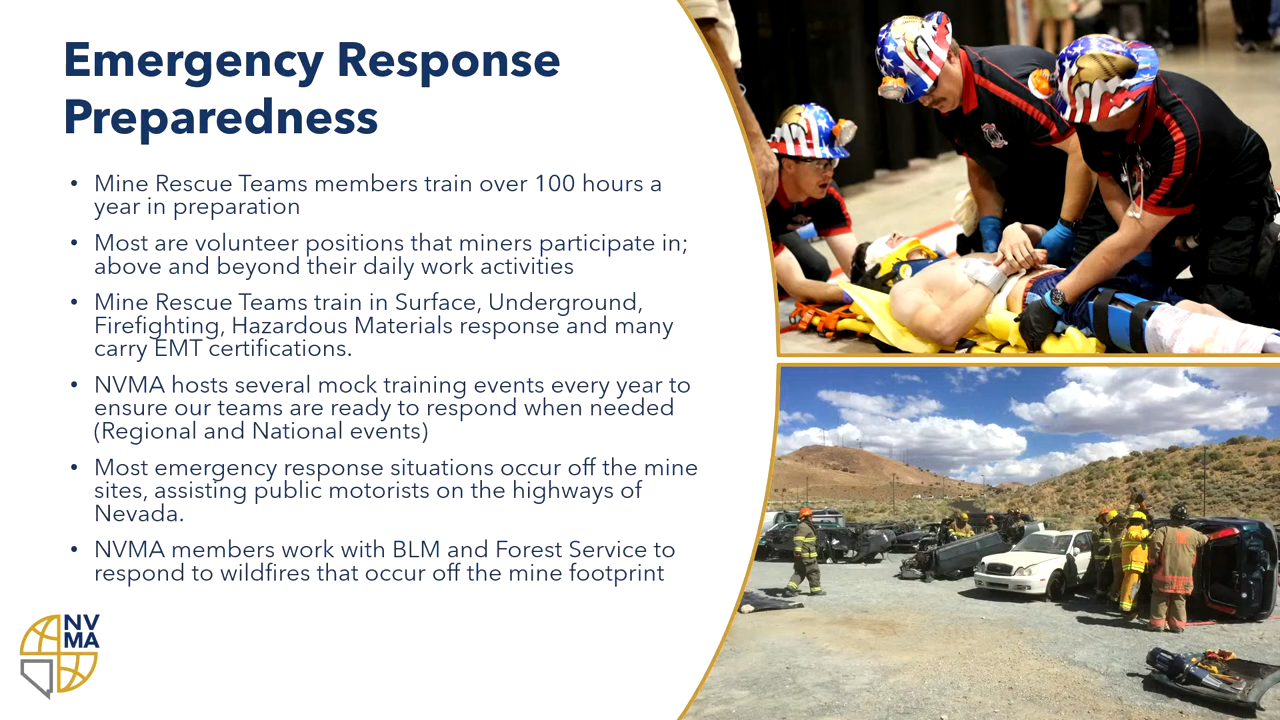 Emergency Response
Preparedness
• Mine Rescue Teams members train over 100 hours a
year in preparation
• Most are volunteer positions that miners participate in;
above and beyond their daily work activities
• Mine Rescue Teams train in Surface, Underground,
Firefighting, Hazardous Materials response and many
carry EMT certifications.
• NVMA hosts several mock training events every year to
ensure our teams are ready to respond when needed
(Regional and National events)
• Most emergency response situations occur off the mine
sites, assisting public motorists on the highways of
Nevada.
• NVMA members work with BLM and Forest Service to
respond to wildfires that occur off the mine footprint
NV
MA